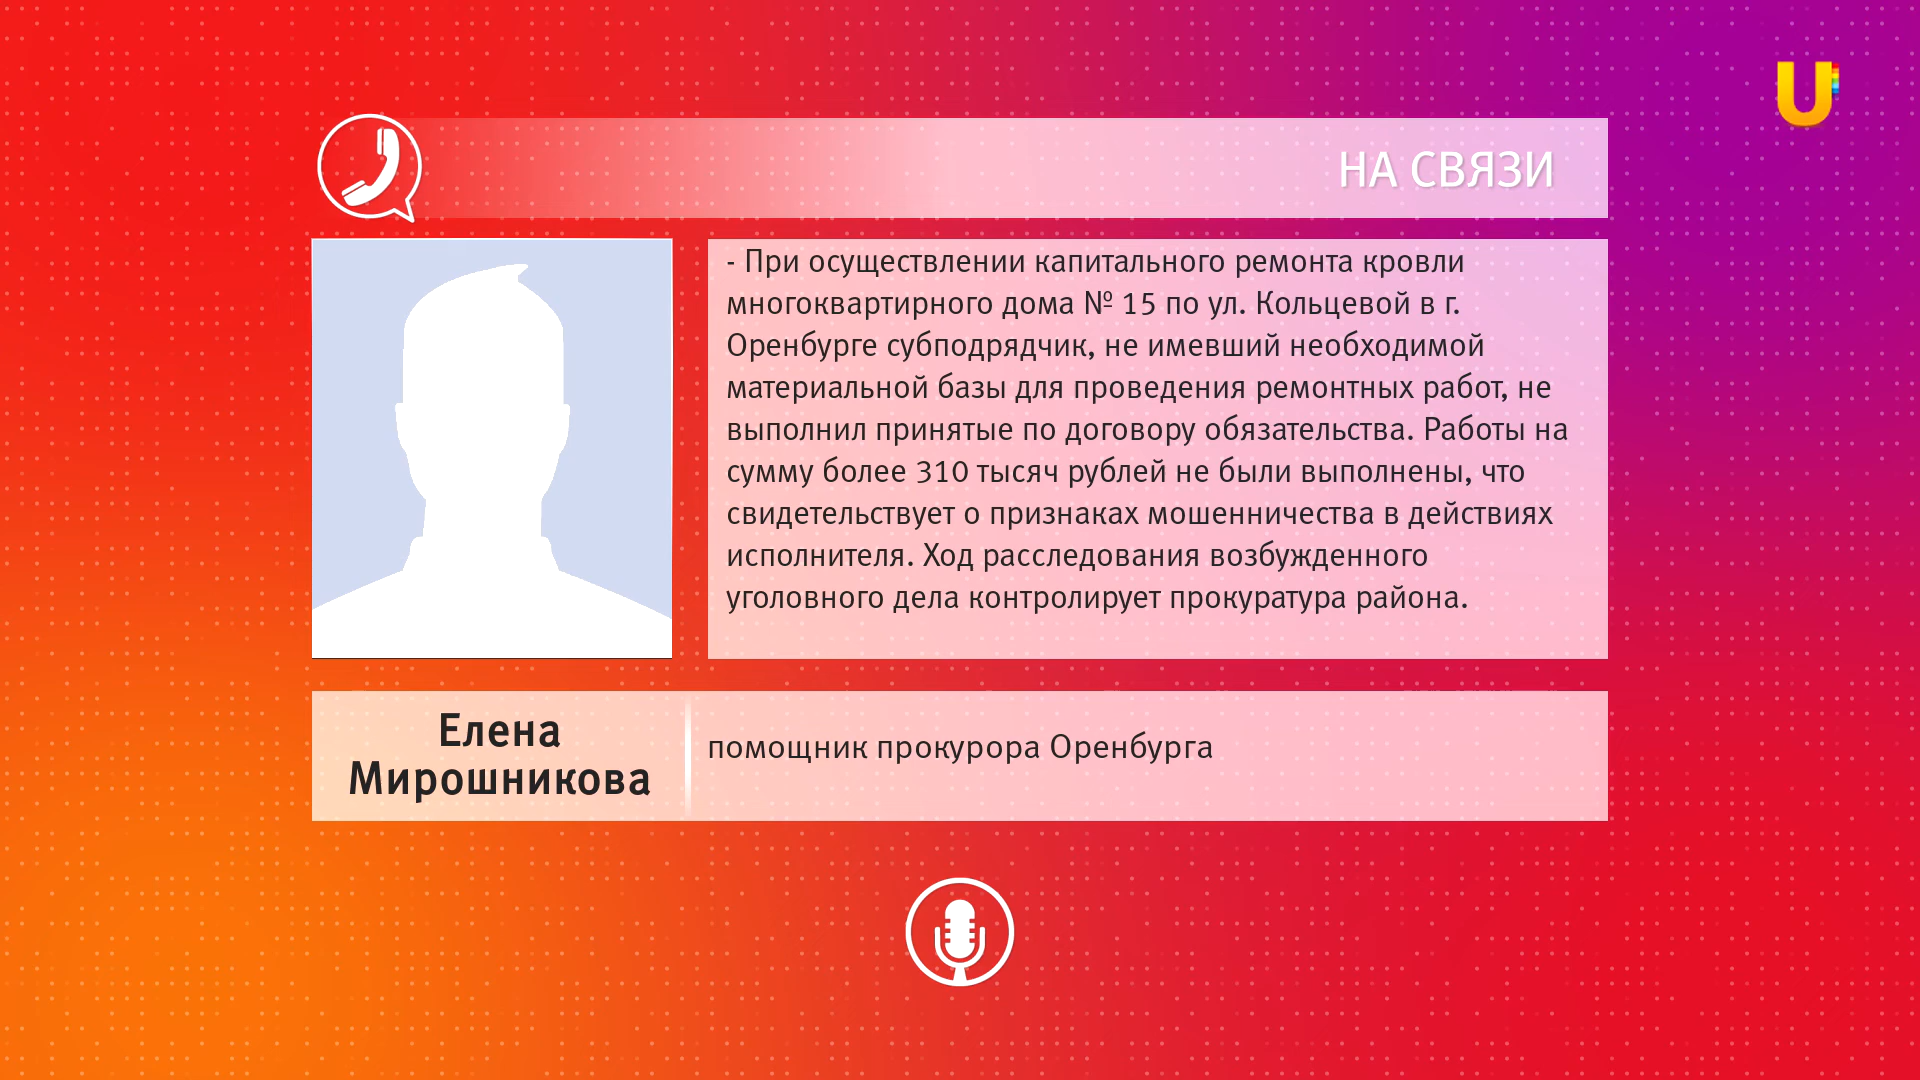 U
НА СВЯЗИ
- При осуществлении капитального ремонта кровли
многоквартирного дома № 15 по ул. Кольцевой в г.
Оренбурге субподрядчик, не имевший необходимой
материальной базы для проведения ремонтных работ, не
выполнил принятые по договору обязательства. Работы на
сумму более 310 тысяч рублей не были выполнены, что
свидетельствует о признаках мошенничества в действиях
исполнителя. Ход расследования возбужденного
уголовного дела контролирует прокуратура района.
Елена
Мирошникова
помощник прокурора Оренбурга